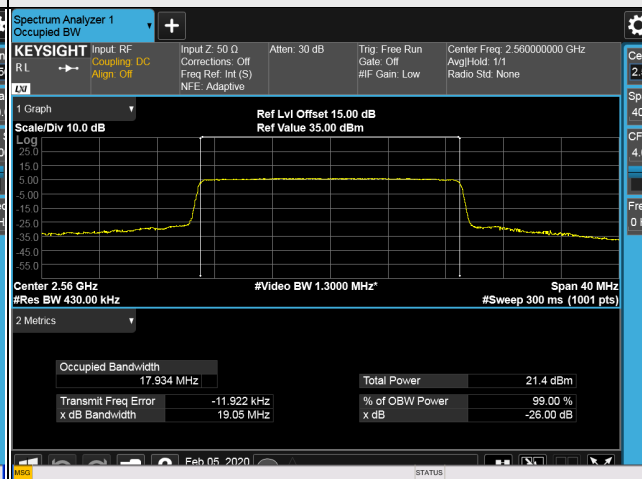 Spectrum Analyzer 1
Occupied BW
KEYSIGHT
RL
LXI
Input: RF
Coupling: DC
Align: Off
Input Z: 50 Ω
Corrections: Off
Freq Ref: Int (S)
NFE: Adaptive
Atten: 30 dB
Trig: Free Run
Gate: Off
#IF Gain: Low
Center Freq: 2.560000000 GHz
Avg|Hold: 1/1
Radio Std: None
1 Graph
Scale/Div 10.0 dB
Ref Lvl Offset 15.00 dB
Ref Value 35.00 dBm
Log
25.0
15.0
5.00
-5.00
-15.0
-25.0
-35.0
-45.0
-55.0
Center 2.56 GHz
#Res BW 430.00 kHz
#Video BW 1.3000 MHz*
Span 40 MHz
#Sweep 300 ms (1001 pts)
2 Metrics
Occupied Bandwidth
17.934 MHz
Transmit Freq Error -11.922 kHz
x dB Bandwidth 19.05 MHz
Total Power 21.4 dBm
% of OBW Power 99.00 %
x dB -26.00 dB
Feb 05, 2020
MSG
STATUS